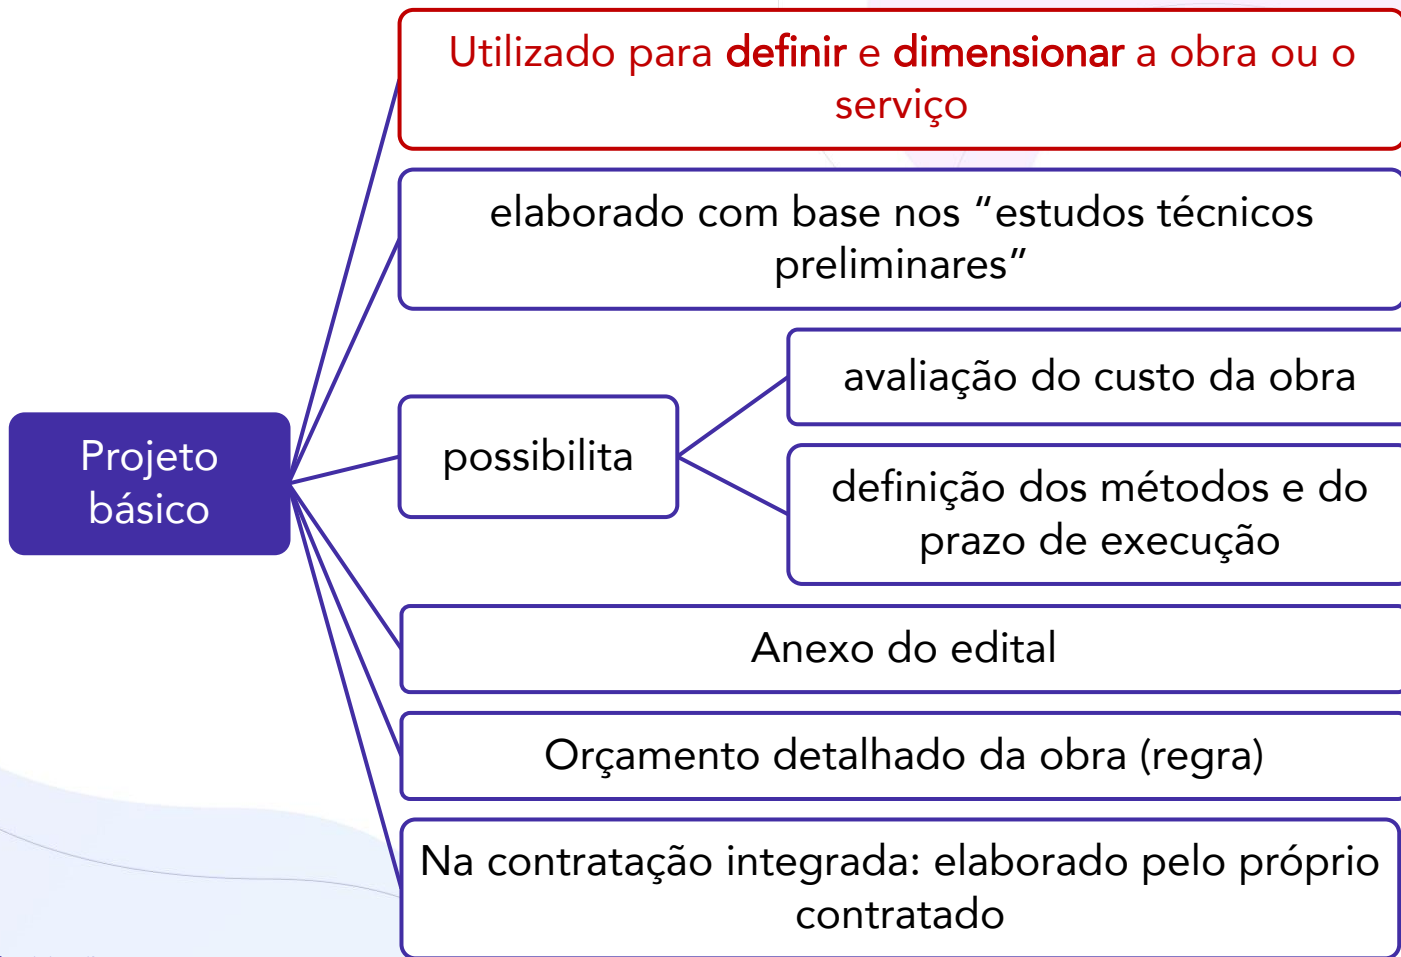 Utilizado para definir e dimensionar a obra ou o
serviço
elaborado com base nos “estudos técnicos
preliminares”
avaliação do custo da obra
Projeto
básico
possibilita
definição dos métodos e do
prazo de execução
Anexo do edital
Orçamento detalhado da obra (regra)
Na contratação integrada: elaborado pelo próprio
contratado